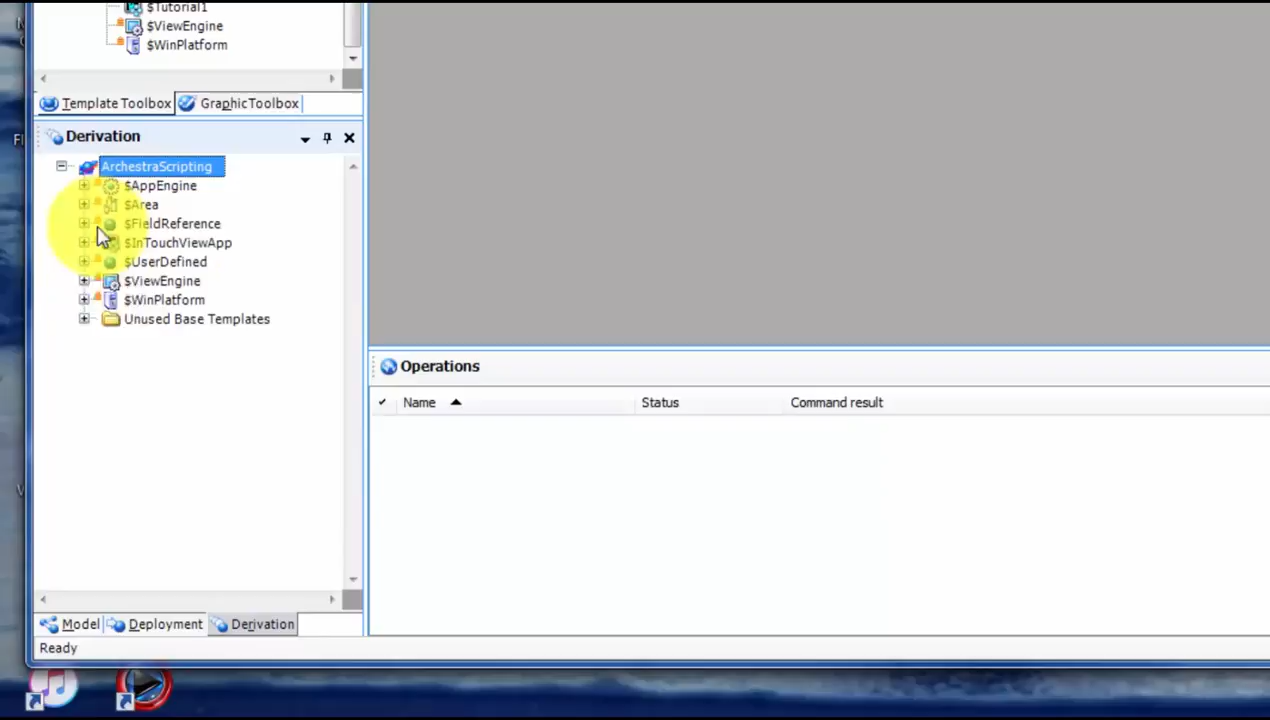 $Tutorial1
$ViewEngine
$WinPlatform
Template Toolbox GraphicToolbox
Derivation
ArchestraScripting
$AppEngine
$Area
$FieldReference
$InTouchViewApp
$UserDefined
$ViewEngine
$WinPlatform
Unused Base Templates
Operations
Name Status Command result
Model Deployment Derivation
Ready